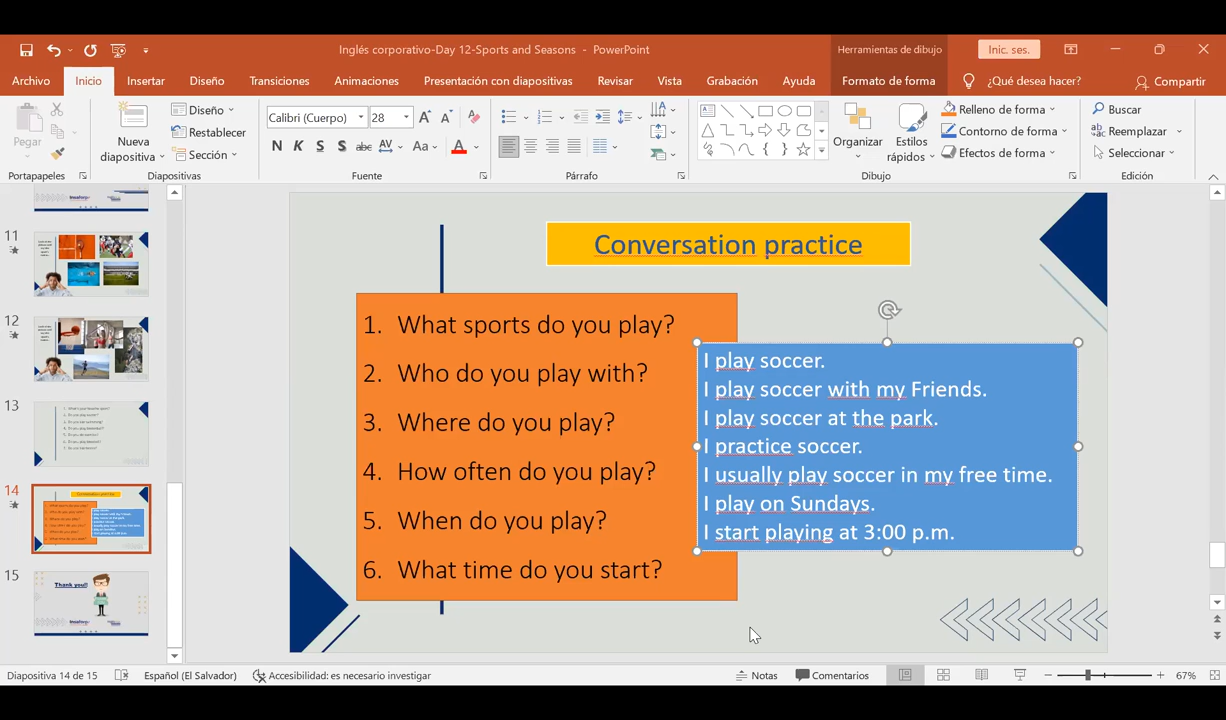 Inglés corporativo-Day 12-Sports and Seasons - PowerPoint
Herramientas de dibujo
Inic. ses.
Archivo Inicio Insertar Diseño Transiciones Animaciones Presentación con diapositivas Revisar Vista Grabación Ayuda Formato de forma ¿Qué desea hacer? Compartir
Pegar
Nueva diapositiva
Diseño
Restablecer
Sección
Calibri (Cuerpo) 28
N K S S abc AV Aa A
Organizar
Estilos rápidos
Relleno de forma
Contorno de forma
Efectos de forma
Buscar
Reemplazar
Seleccionar
Portapapeles Diapositivas Fuente Párrafo Dibujo Edición
11
12
13
14
15
Thank you!!
Conversation practice
1. What sports do you play?
2. Who do you play with?
3. Where do you play?
4. How often do you play?
5. When do you play?
6. What time do you start?
I play soccer.
I play soccer with my Friends.
I play soccer at the park.
I practice soccer.
I usually play soccer in my free time.
I play on Sundays.
I start playing at 3:00 p.m.
Diapositiva 14 de 15 Español (El Salvador) Accesibilidad: es necesario investigar Notas Comentarios 67%